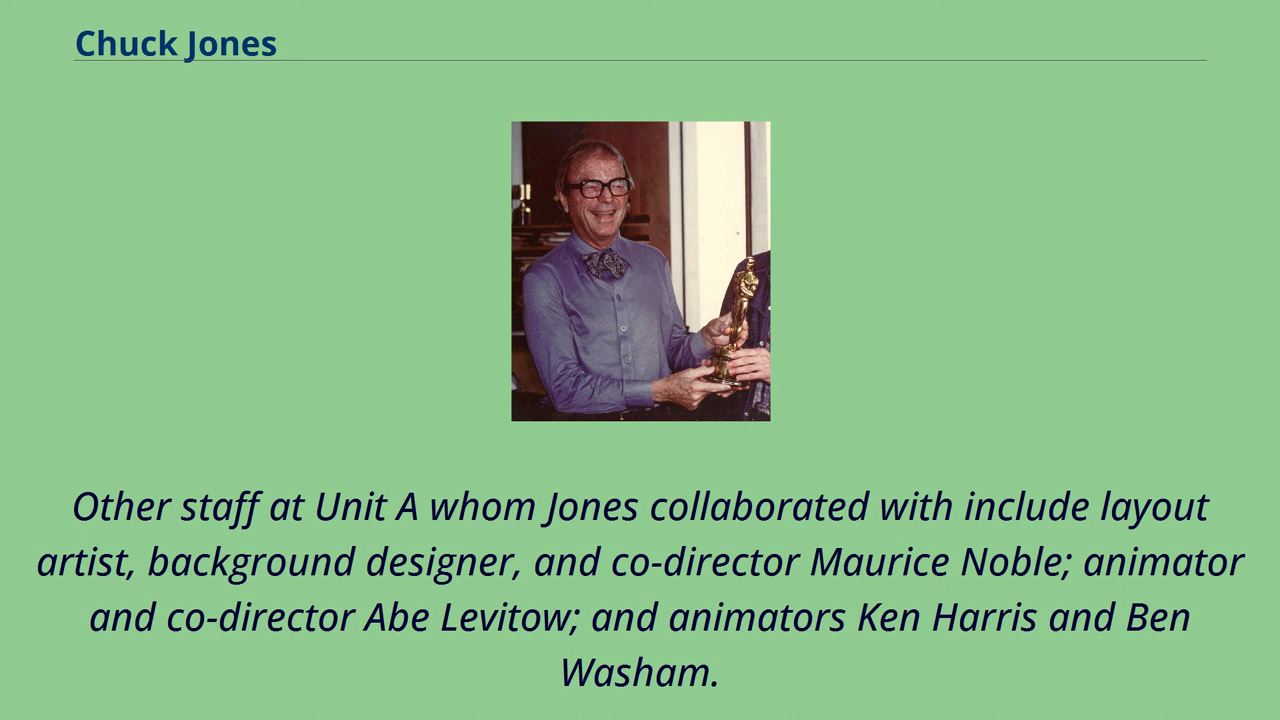 Chuck Jones
Other staff at Unit A whom Jones collaborated with include layout
artist, background designer, and co-director Maurice Noble; animator
and co-director Abe Levitow; and animators Ken Harris and Ben
Washam.